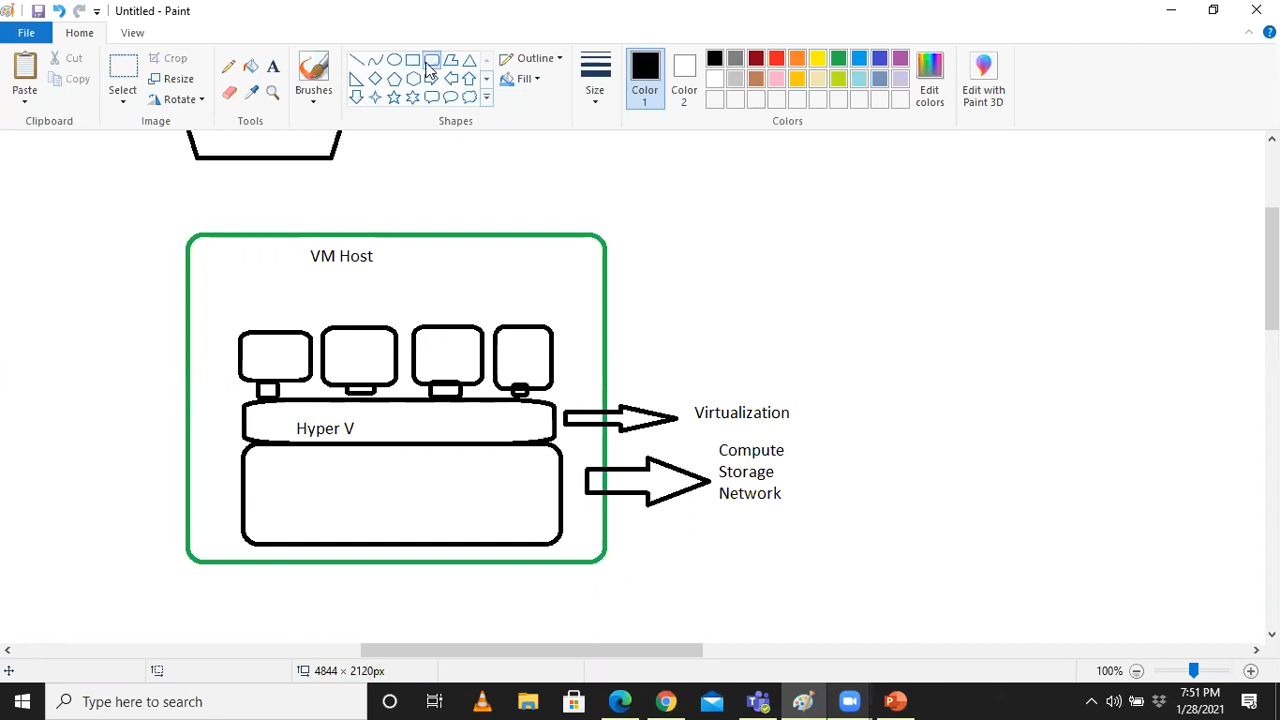 Untitled - Paint
File
Home
View
Paste
Cut
Copy
Clipboard
Select
Crop
Resize
Rotate
Image
A
Tools
Brushes
Shapes
Outline
Fill
Size
Color 1
Color 2
Edit colors
Colors
Edit with Paint 3D
VM Host
Hyper V
Virtualization
Compute
Storage
Network
4844 × 2120px
100%
Type here to search
7:51 PM
1/28/2021